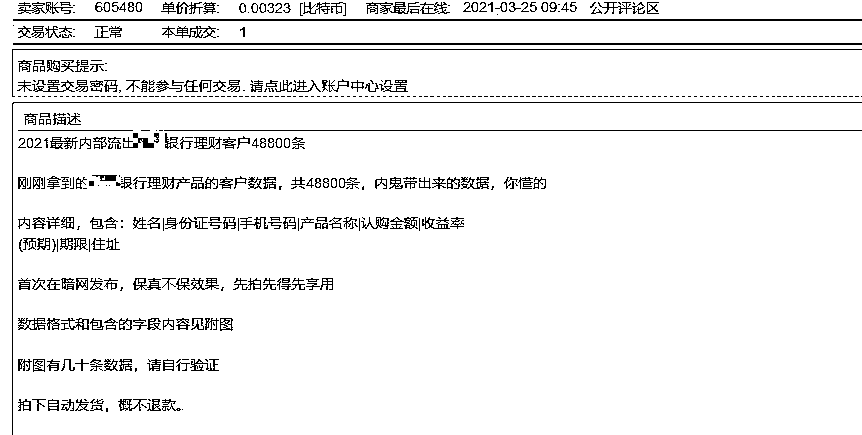 卖家账号: 605480 单价折算: 0.00323 [比特币] 商家最后在线: 2021-03-25 09:45 公开评论区
交易状态: 正常 本单成交: 1
商品购买提示:
未设置交易密码, 不能参与任何交易. 请点此进入账户中心设置
商品描述
2021最新内部流出银行理财客户48800条
刚刚拿到的银行理财产品的客户数据，共48800条，内鬼带出来的数据，你懂的
内容详细，包含：姓名|身份证号码|手机号码|产品名称|认购金额|收益率
(预期)|期限|住址
首次在暗网发布，保真不保效果，先拍先得先享用
数据格式和包含的字段内容见附图
附图有几十条数据，请自行验证
拍下自动发货，概不退款。